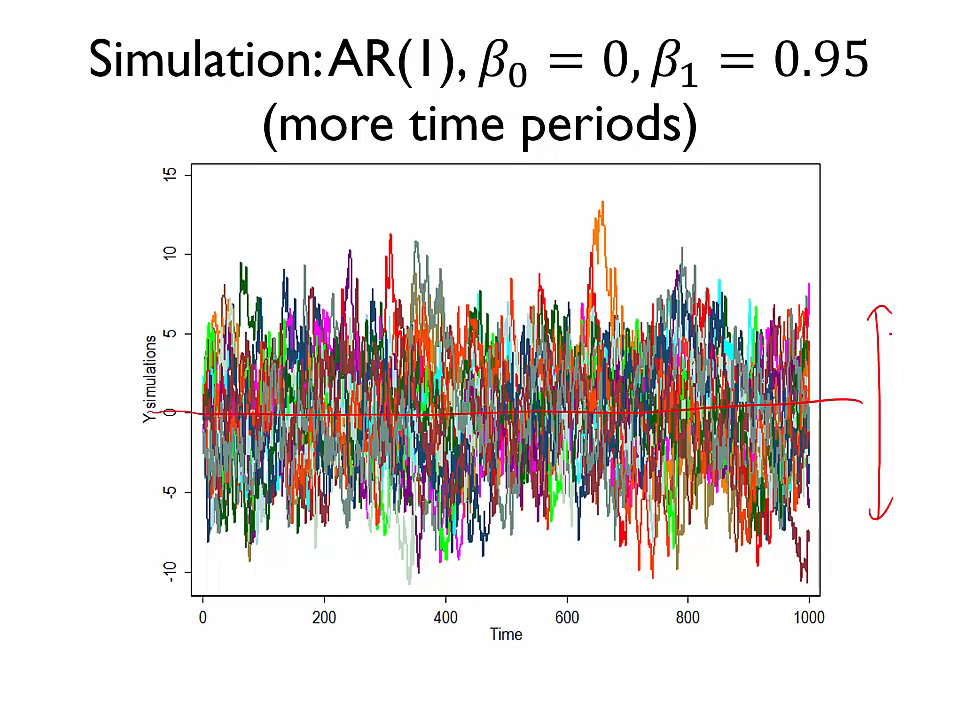 Simulation: AR(1), 𝛽₀ = 0, 𝛽₁ = 0.95
(more time periods)
15
10
5
0
-5
-10
Y simulations
0 200 400 600 800 1000
Time